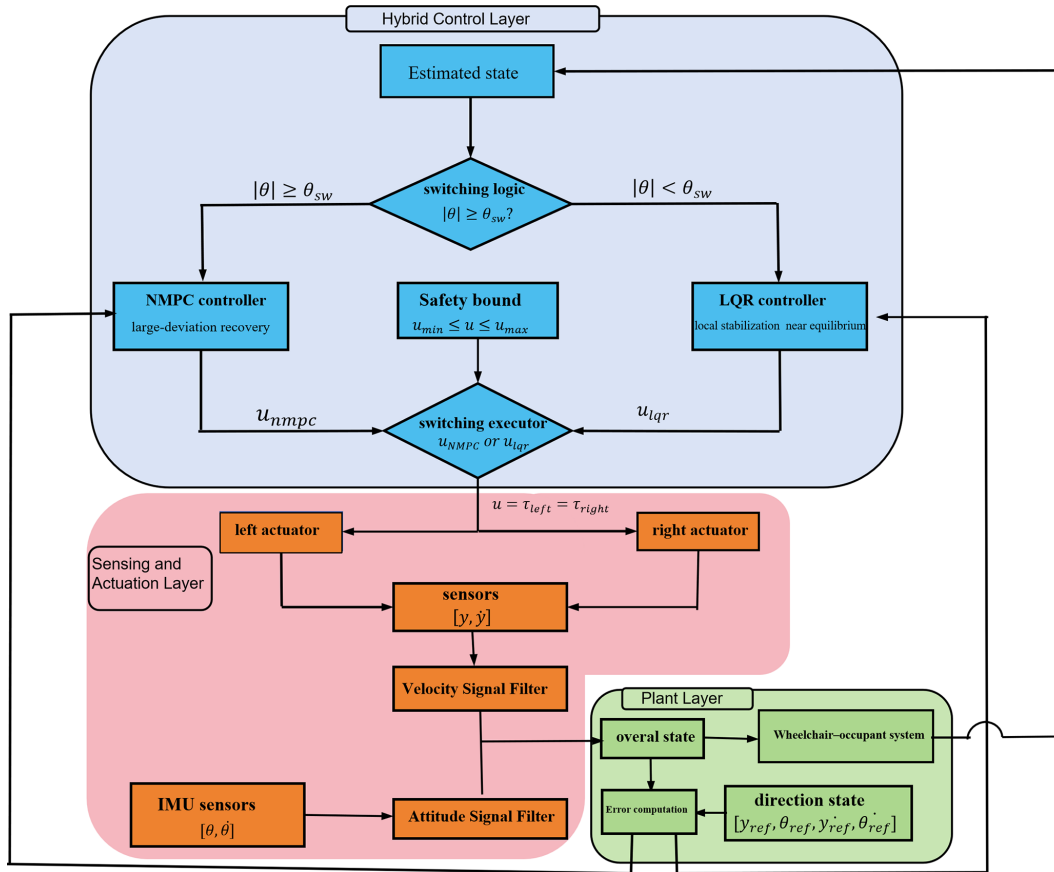 Hybrid Control Layer
Estimated state
|θ| ≥ θ_sw
switching logic
|θ| ≥ θ_sw?
|θ| < θ_sw
NMPC controller
large-deviation recovery
Safety bound
u_min ≤ u ≤ u_max
LQR controller
local stabilization near equilibrium
u_nmpc
switching executor
u_NMPC or u_lqr
u_lqr
u = τ_left = τ_right
left actuator
right actuator
Sensing and
Actuation Layer
sensors
[y, ẏ]
Velocity Signal Filter
Plant Layer
overal state
Wheelchair–occupant system
IMU sensors
[θ, θ̇]
Attitude Signal Filter
Error computation
direction state
[y_ref, θ_ref, ẏ_ref, θ̇_ref]